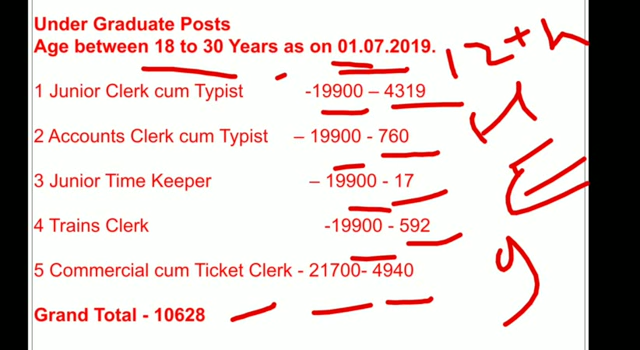 Under Graduate Posts
Age between 18 to 30 Years as on 01.07.2019.
12th
1 Junior Clerk cum Typist -19900 – 4319
2 Accounts Clerk cum Typist – 19900 - 760
3 Junior Time Keeper – 19900 - 17
4 Trains Clerk -19900 - 592
5 Commercial cum Ticket Clerk - 21700- 4940
Grand Total - 10628